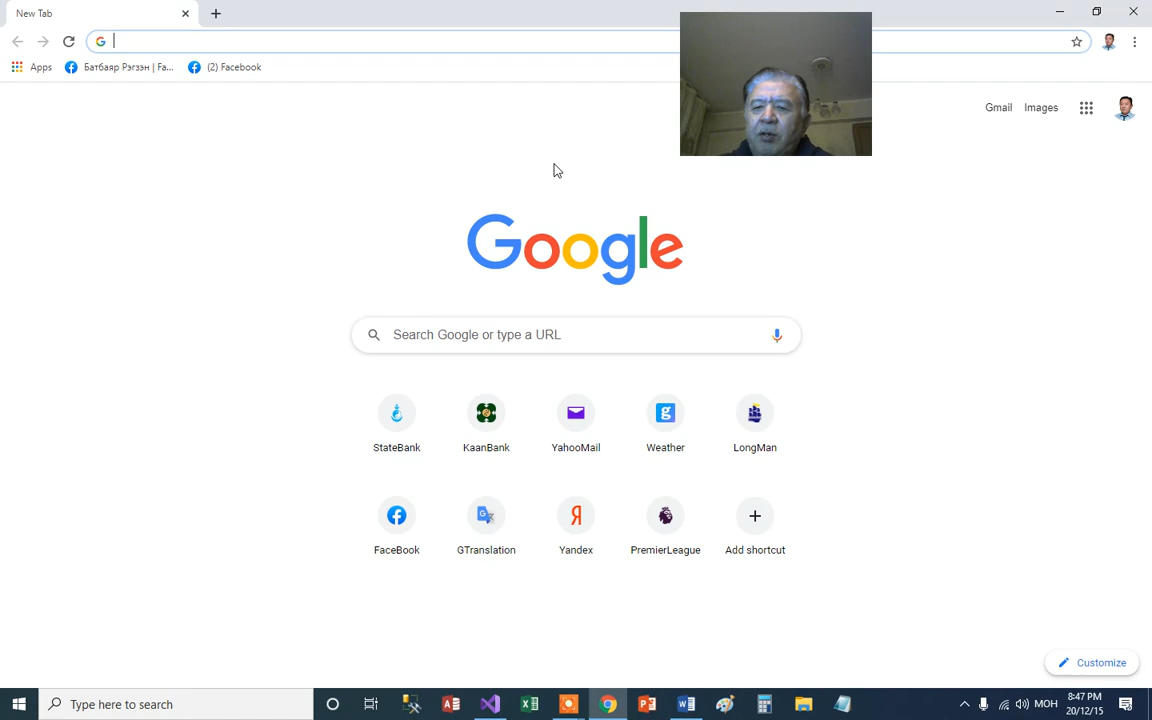 New Tab
Apps
Батбаяр Рэгзэн | Fa...
(2) Facebook
Gmail
Images
Google
Search Google or type a URL
StateBank
KaanBank
YahooMail
Weather
LongMan
FaceBook
GTranslation
Yandex
PremierLeague
Add shortcut
Customize
Type here to search
МОН
8:47 PM
20/12/15